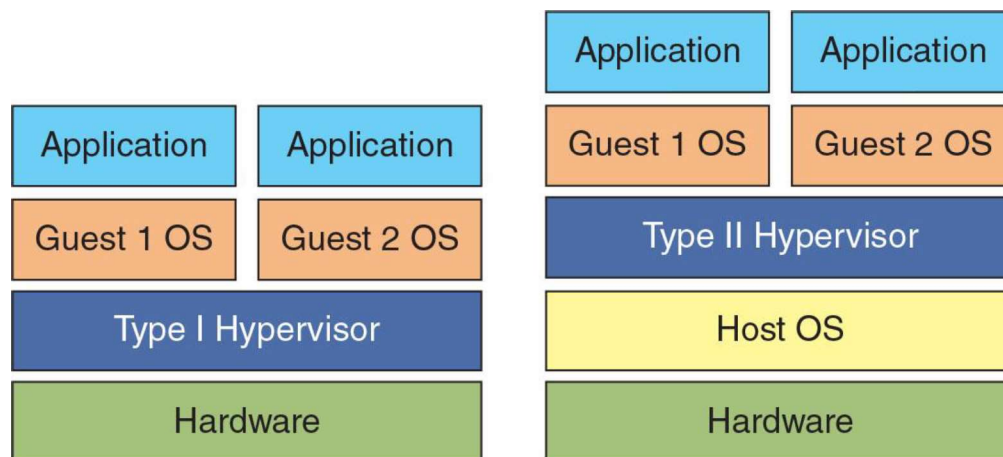 Application
Application
Guest 1 OS
Guest 2 OS
Type I Hypervisor
Hardware
Application
Application
Guest 1 OS
Guest 2 OS
Type II Hypervisor
Host OS
Hardware